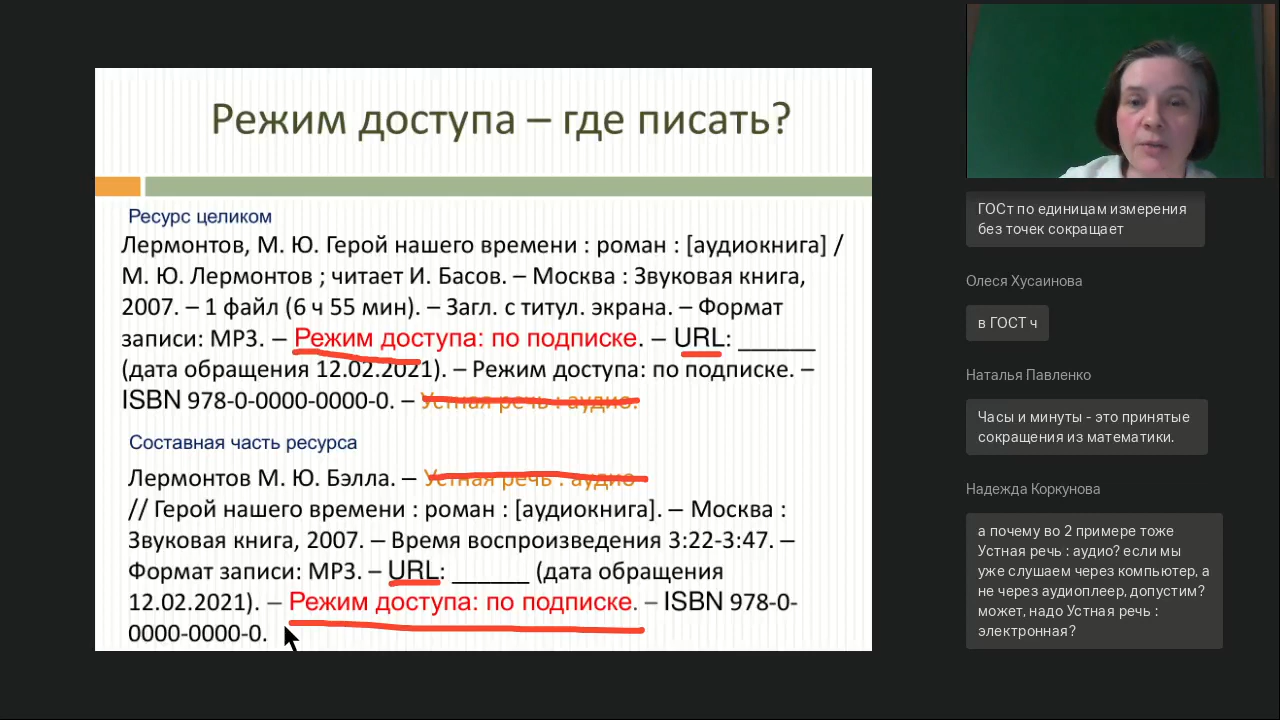 Режим доступа – где писать?
Ресурс целиком
Лермонтов, М. Ю. Герой нашего времени : роман : [аудиокнига] /
М. Ю. Лермонтов ; читает И. Басов. – Москва : Звуковая книга,
2007. – 1 файл (6 ч 55 мин). – Загл. с титул. экрана. – Формат
записи: MP3. – Режим доступа: по подписке. – URL: ______
(дата обращения 12.02.2021). – Режим доступа: по подписке. –
ISBN 978-0-0000-0000-0. – Устная речь : аудио.
Составная часть ресурса
Лермонтов М. Ю. Бэлла. – Устная речь : аудио
// Герой нашего времени : роман : [аудиокнига]. – Москва :
Звуковая книга, 2007. – Время воспроизведения 3:22-3:47. –
Формат записи: MP3. – URL: ______ (дата обращения
12.02.2021). – Режим доступа: по подписке. – ISBN 978-0-
0000-0000-0.
ГОСт по единицам измерения
без точек сокращает
Олеся Хусаинова
в ГОСТ ч
Наталья Павленко
Часы и минуты - это принятые
сокращения из математики.
Надежда Коркунова
а почему во 2 примере тоже
Устная речь : аудио? если мы
уже слушаем через компьютер, а
не через аудиоплеер, допустим?
может, надо Устная речь :
электронная?